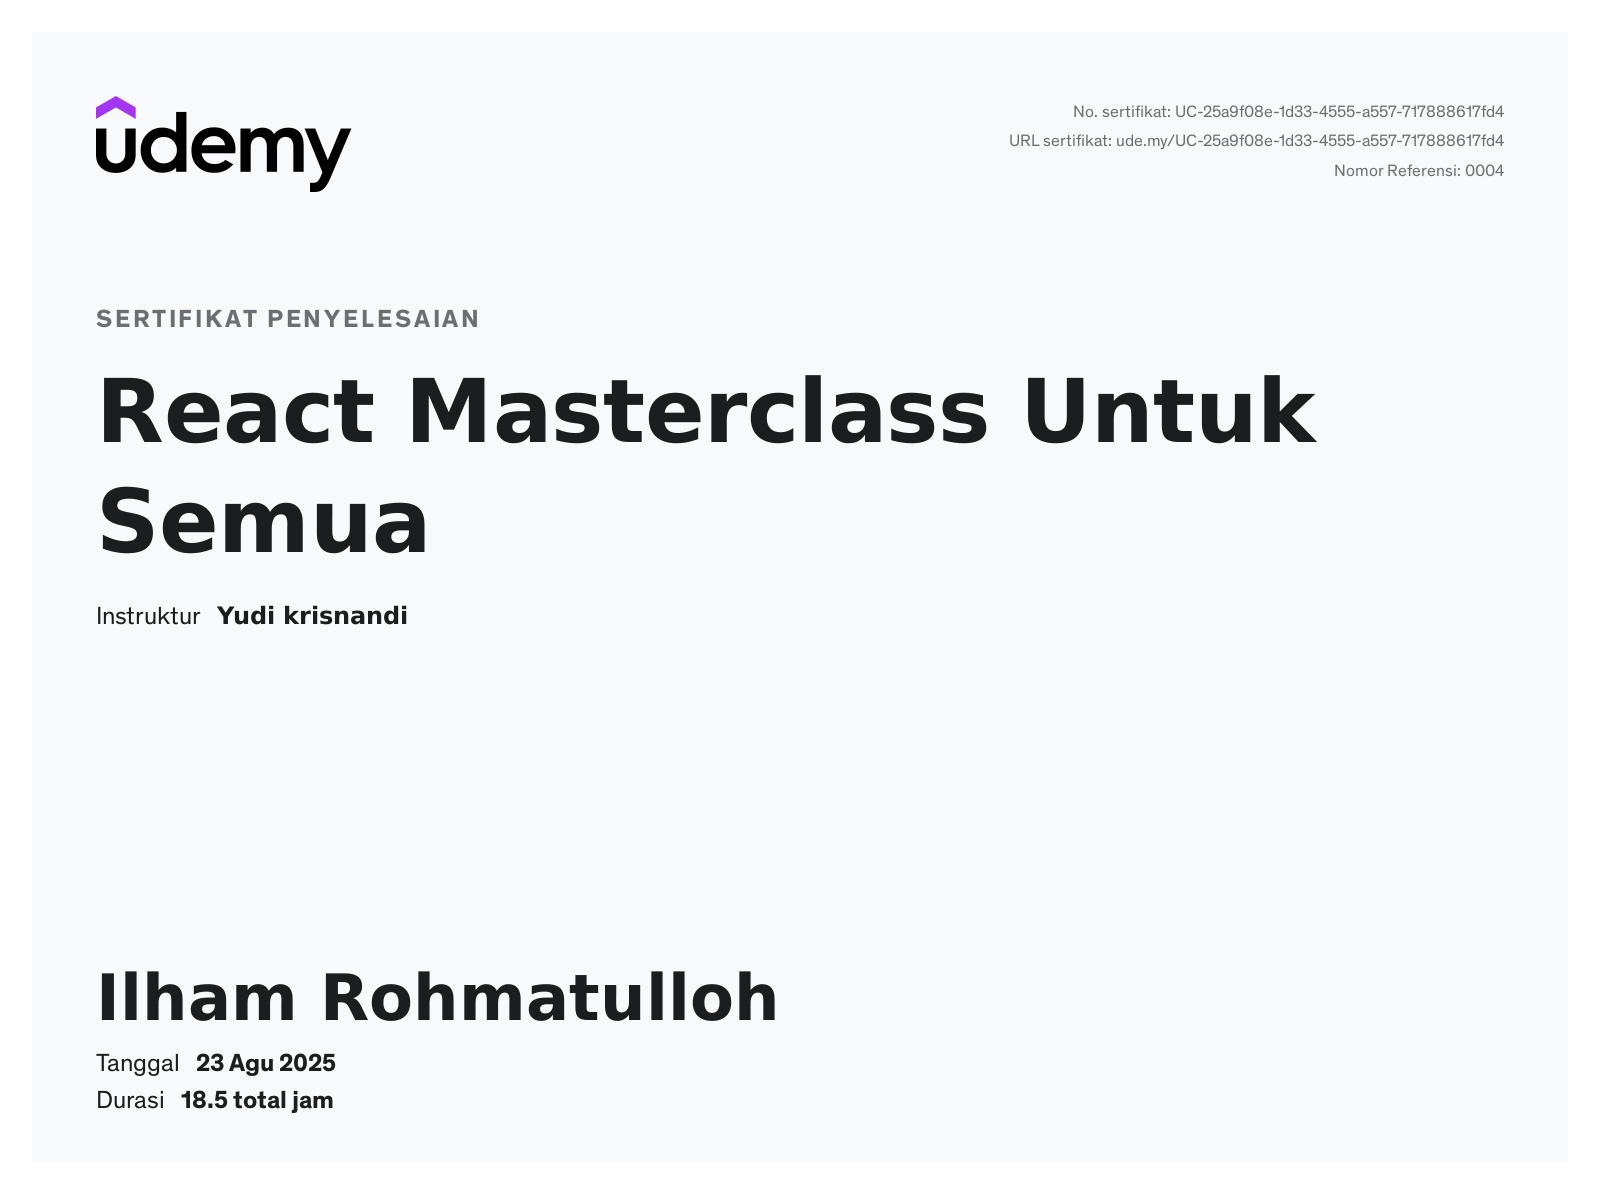 udemy
No. sertifikat: UC-25a9f08e-1d33-4555-a557-717888617fd4
URL sertifikat: ude.my/UC-25a9f08e-1d33-4555-a557-717888617fd4
Nomor Referensi: 0004
SERTIFIKAT PENYELESAIAN
React Masterclass Untuk
Semua
Instruktur Yudi krisnandi
Ilham Rohmatulloh
Tanggal 23 Agu 2025
Durasi 18.5 total jam